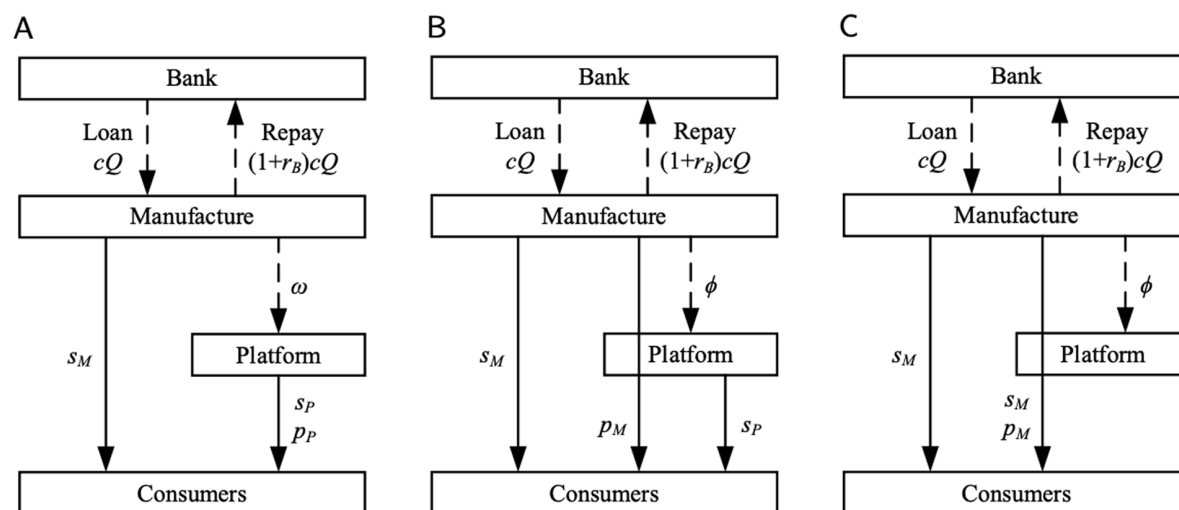 A
Bank
Loan
cQ
Repay
(1+r_B)cQ
Manufacture
ω
Platform
s_M
s_P
p_P
Consumers
B
Bank
Loan
cQ
Repay
(1+r_B)cQ
Manufacture
ϕ
Platform
s_M
p_M
s_P
Consumers
C
Bank
Loan
cQ
Repay
(1+r_B)cQ
Manufacture
ϕ
Platform
s_M
s_M
p_M
Consumers